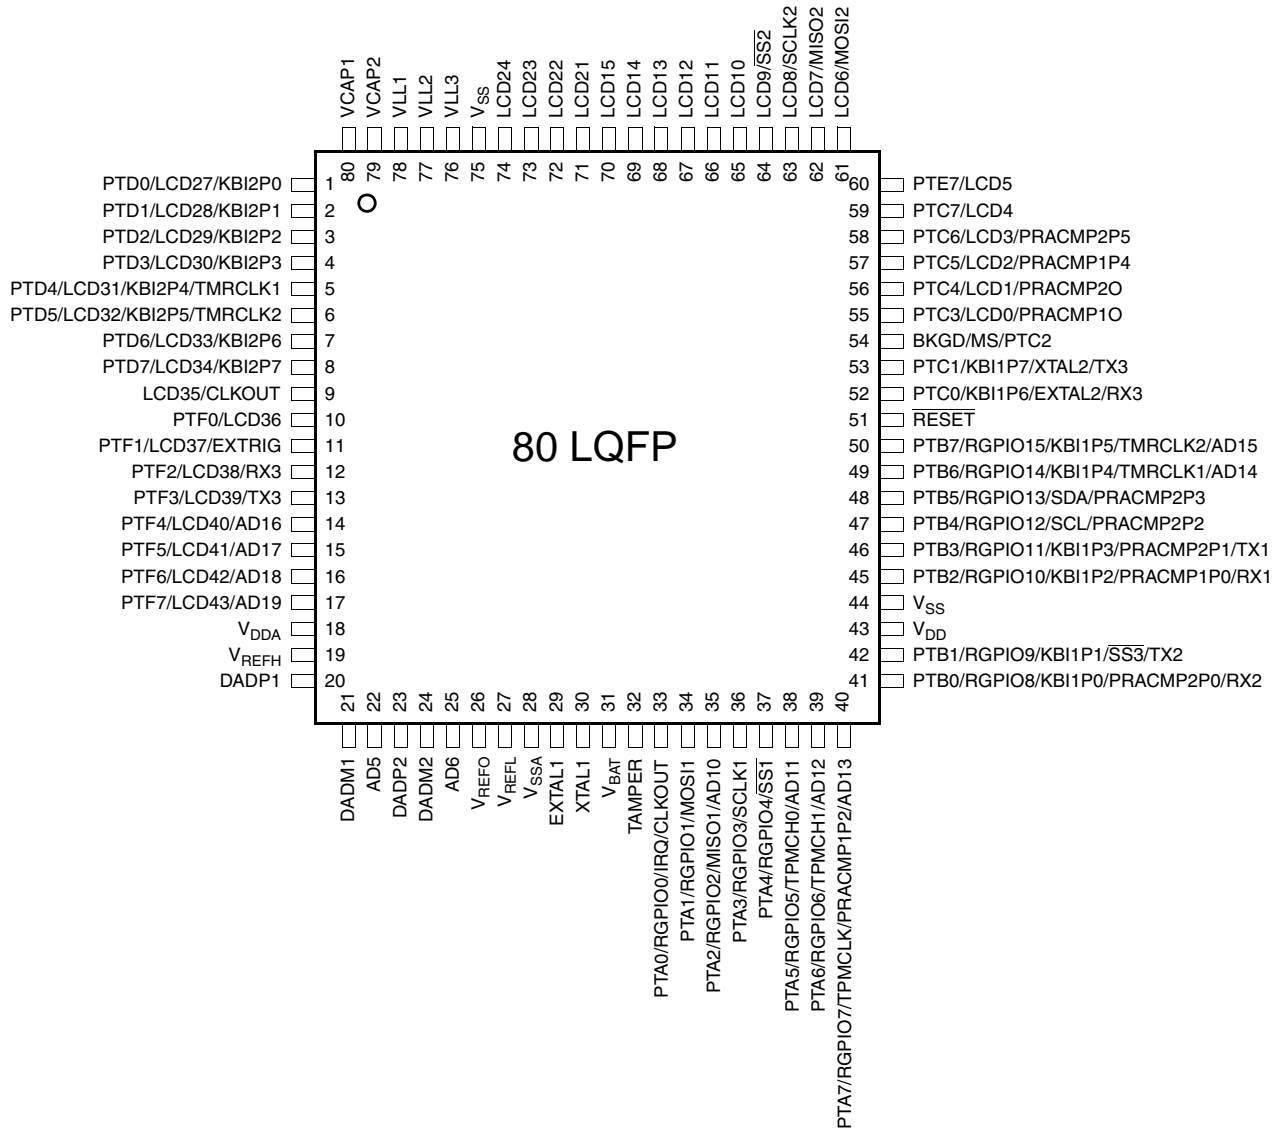 VCAP1
VCAP2
VLL1
VLL2
VLL3
VSS
LCD24
LCD23
LCD22
LCD21
LCD15
LCD14
LCD13
LCD12
LCD11
LCD10
LCD9/SS2
LCD8/SCLK2
LCD7/MISO2
LCD6/MOSI2
80
79
78
77
76
75
74
73
72
71
70
69
68
67
66
65
64
63
62
61
PTD0/LCD27/KBI2P0 1
PTD1/LCD28/KBI2P1 2
PTD2/LCD29/KBI2P2 3
PTD3/LCD30/KBI2P3 4
PTD4/LCD31/KBI2P4/TMRCLK1 5
PTD5/LCD32/KBI2P5/TMRCLK2 6
PTD6/LCD33/KBI2P6 7
PTD7/LCD34/KBI2P7 8
LCD35/CLKOUT 9
PTF0/LCD36 10
PTF1/LCD37/EXTRIG 11
PTF2/LCD38/RX3 12
PTF3/LCD39/TX3 13
PTF4/LCD40/AD16 14
PTF5/LCD41/AD17 15
PTF6/LCD42/AD18 16
PTF7/LCD43/AD19 17
VDDA 18
VREFH 19
DADP1 20
80 LQFP
60 PTE7/LCD5
59 PTC7/LCD4
58 PTC6/LCD3/PRACMP2P5
57 PTC5/LCD2/PRACMP1P4
56 PTC4/LCD1/PRACMP2O
55 PTC3/LCD0/PRACMP1O
54 BKGD/MS/PTC2
53 PTC1/KBI1P7/XTAL2/TX3
52 PTC0/KBI1P6/EXTAL2/RX3
51 RESET
50 PTB7/RGPIO15/KBI1P5/TMRCLK2/AD15
49 PTB6/RGPIO14/KBI1P4/TMRCLK1/AD14
48 PTB5/RGPIO13/SDA/PRACMP2P3
47 PTB4/RGPIO12/SCL/PRACMP2P2
46 PTB3/RGPIO11/KBI1P3/PRACMP2P1/TX1
45 PTB2/RGPIO10/KBI1P2/PRACMP1P0/RX1
44 VSS
43 VDD
42 PTB1/RGPIO9/KBI1P1/SS3/TX2
41 PTB0/RGPIO8/KBI1P0/PRACMP2P0/RX2
21
22
23
24
25
26
27
28
29
30
31
32
33
34
35
36
37
38
39
40
DADM1
AD5
DADP2
DADM2
AD6
VREFO
VREFL
VSSA
EXTAL1
XTAL1
VBAT
TAMPER
PTA0/RGPIO0/IRQ/CLKOUT
PTA1/RGPIO1/MOSI1
PTA2/RGPIO2/MISO1/AD10
PTA3/RGPIO3/SCLK1
PTA4/RGPIO4/SS1
PTA5/RGPIO5/TPMCH0/AD11
PTA6/RGPIO6/TPMCH1/AD12
PTA7/RGPIO7/TPMCLK/PRACMP1P2/AD13